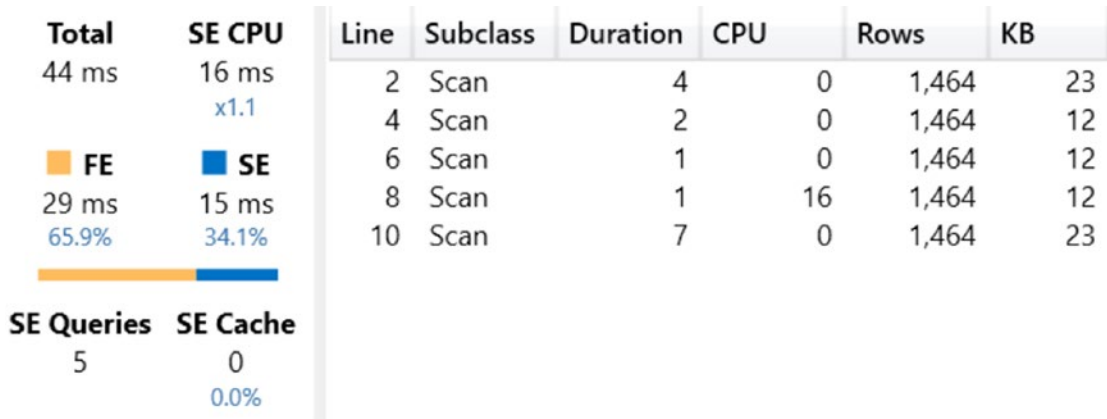 Total SE CPU
44 ms 16 ms
x1.1
FE SE
29 ms 15 ms
65.9% 34.1%
SE Queries SE Cache
5 0
0.0%
Line Subclass Duration CPU Rows KB
2 Scan 4 0 1,464 23
4 Scan 2 0 1,464 12
6 Scan 1 0 1,464 12
8 Scan 1 16 1,464 12
10 Scan 7 0 1,464 23